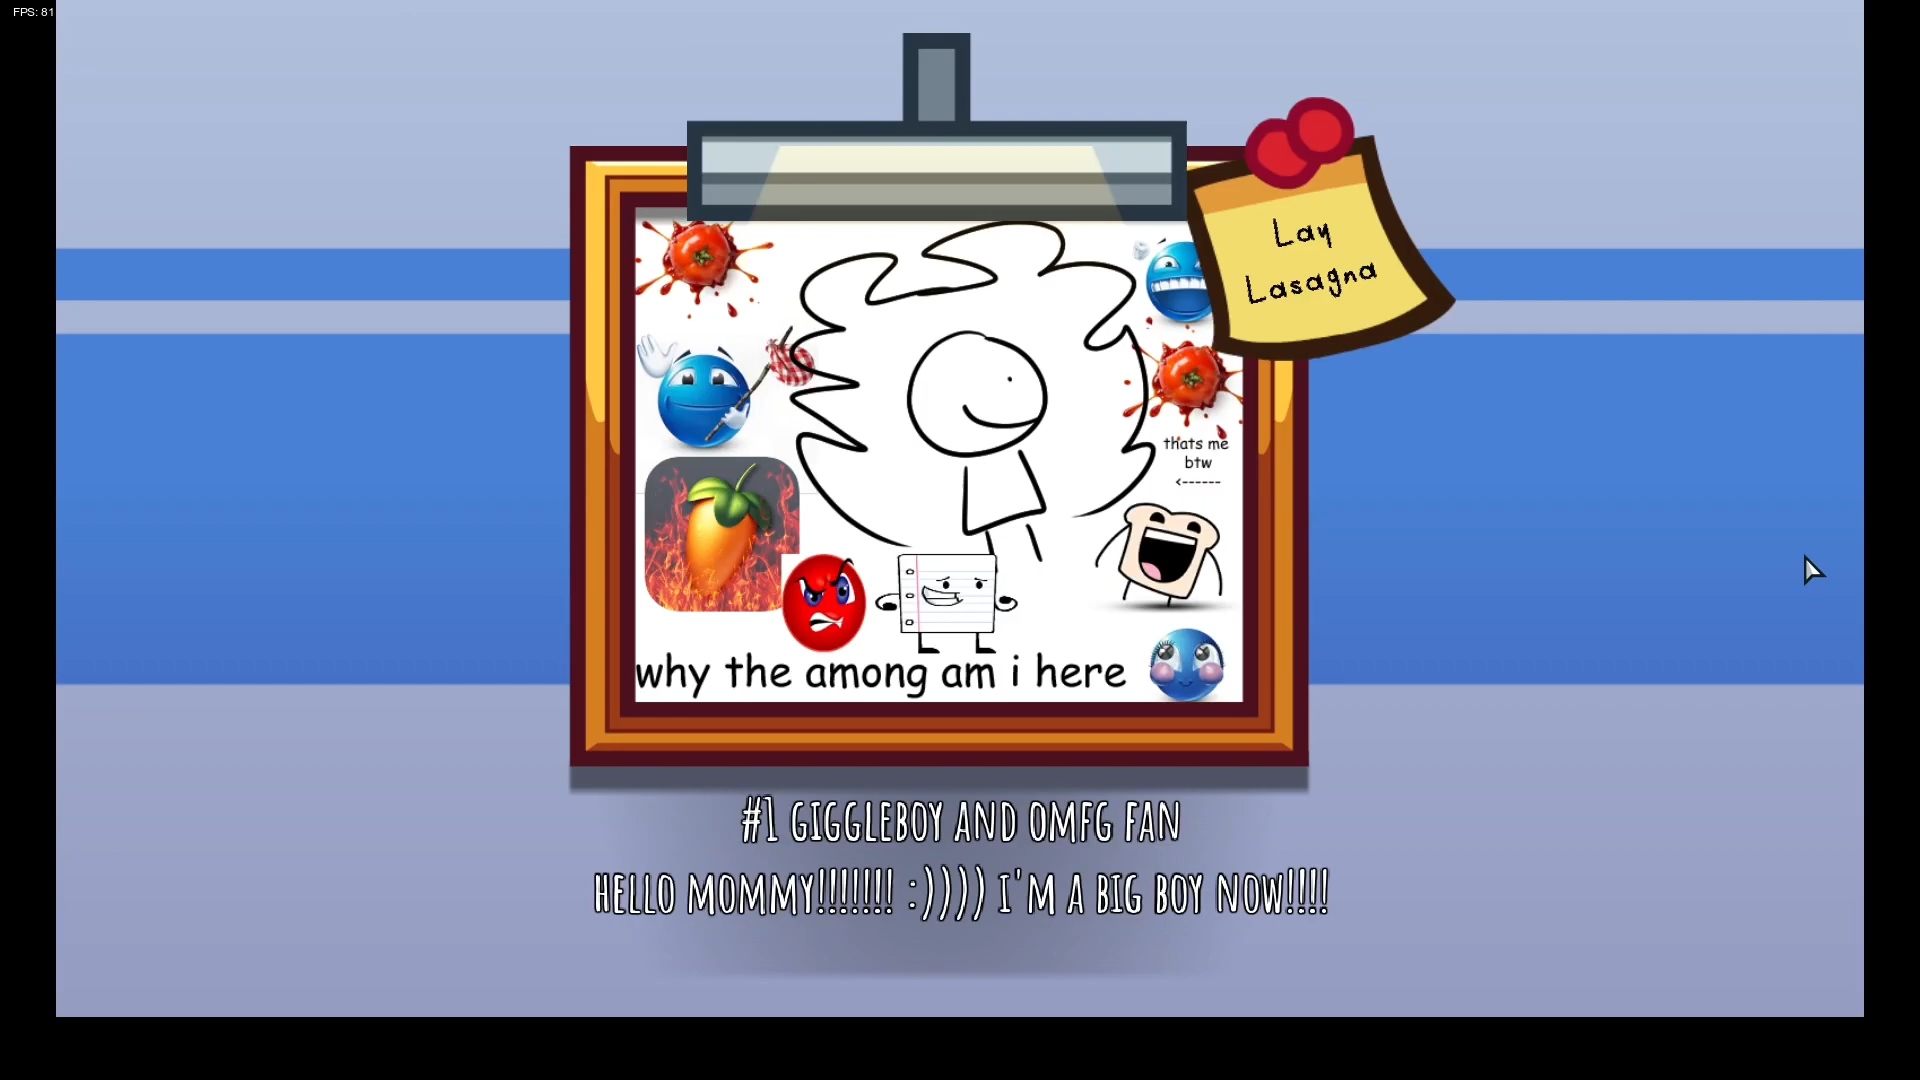 FPS: 81
Lay
Lasagna
thats me
btw
<------
why the among am i here
#1 GIGGLEBOY AND OMFG FAN
HELLO MOMMY!!!!!!! :)))) I'M A BIG BOY NOW!!!!